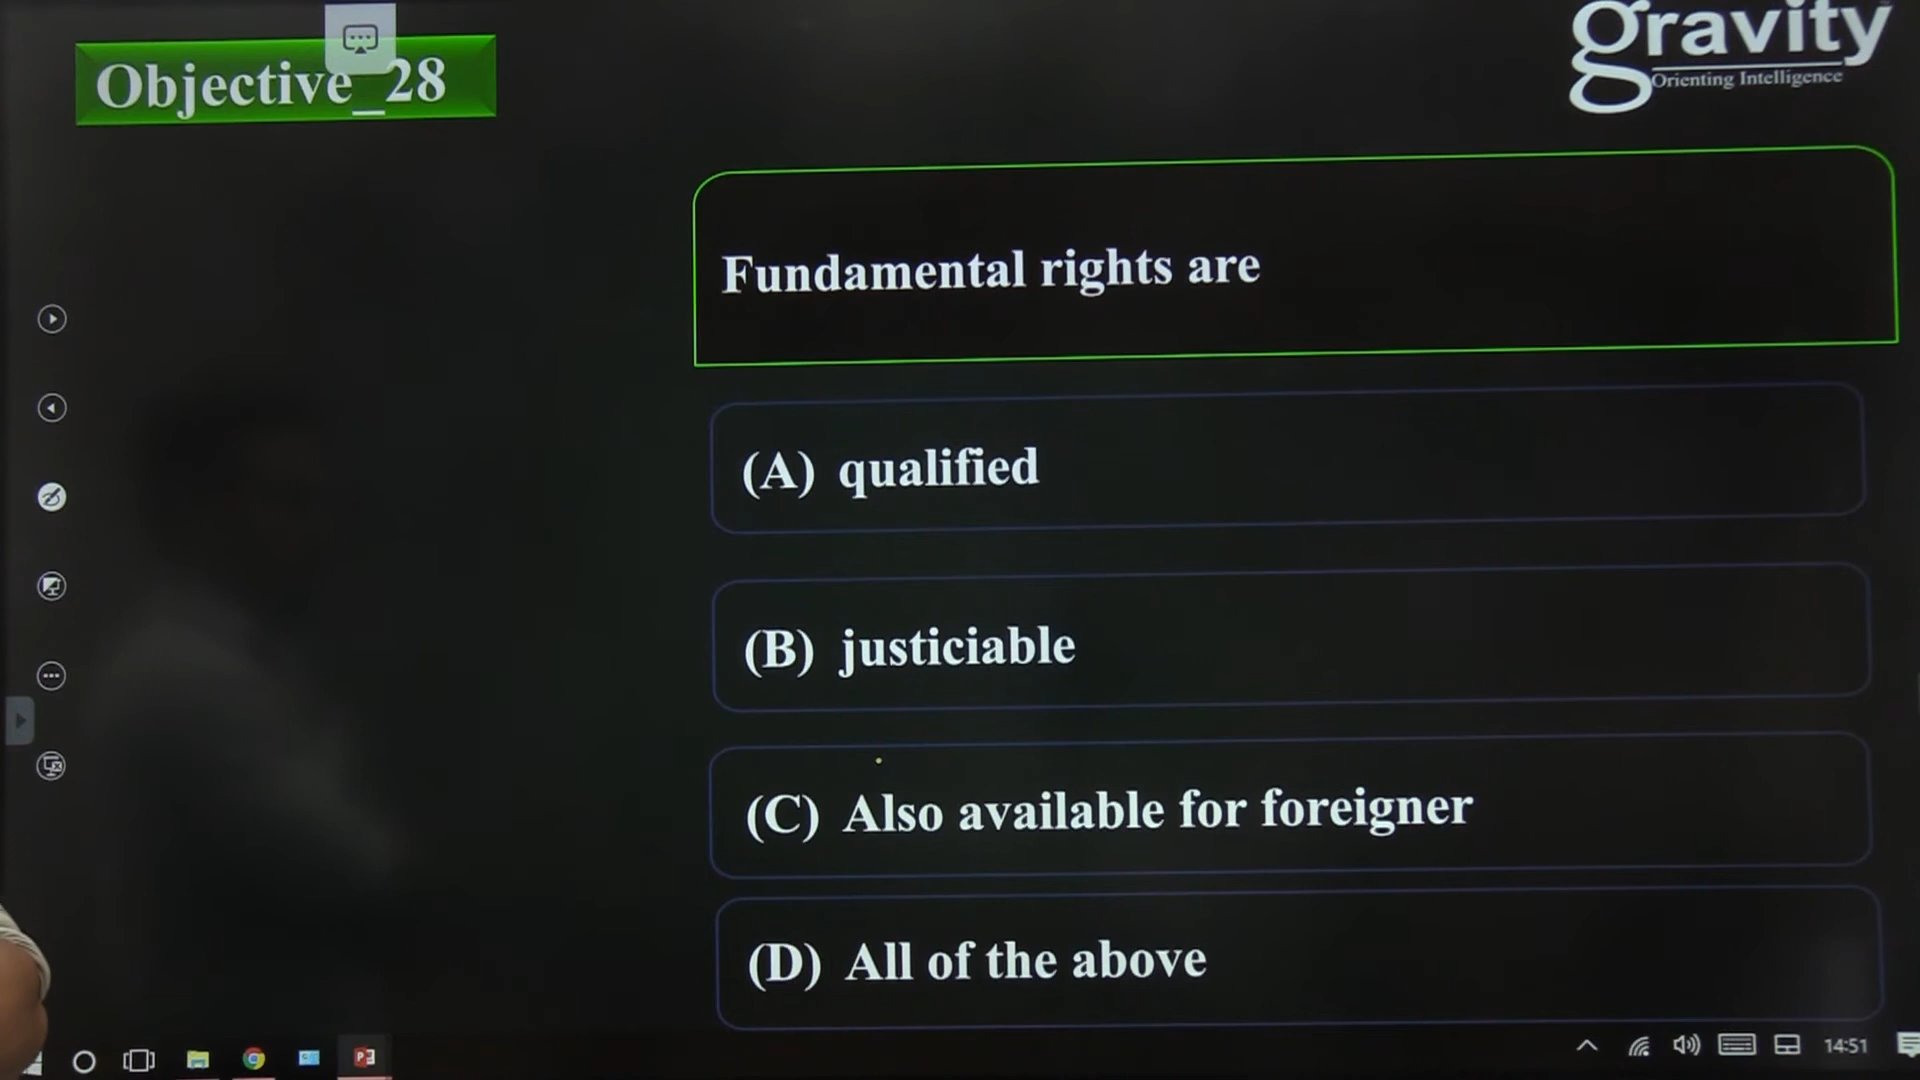 Objective_28
gravity
Orienting Intelligence
Fundamental rights are
(A) qualified
(B) justiciable
(C) Also available for foreigner
(D) All of the above
14:51